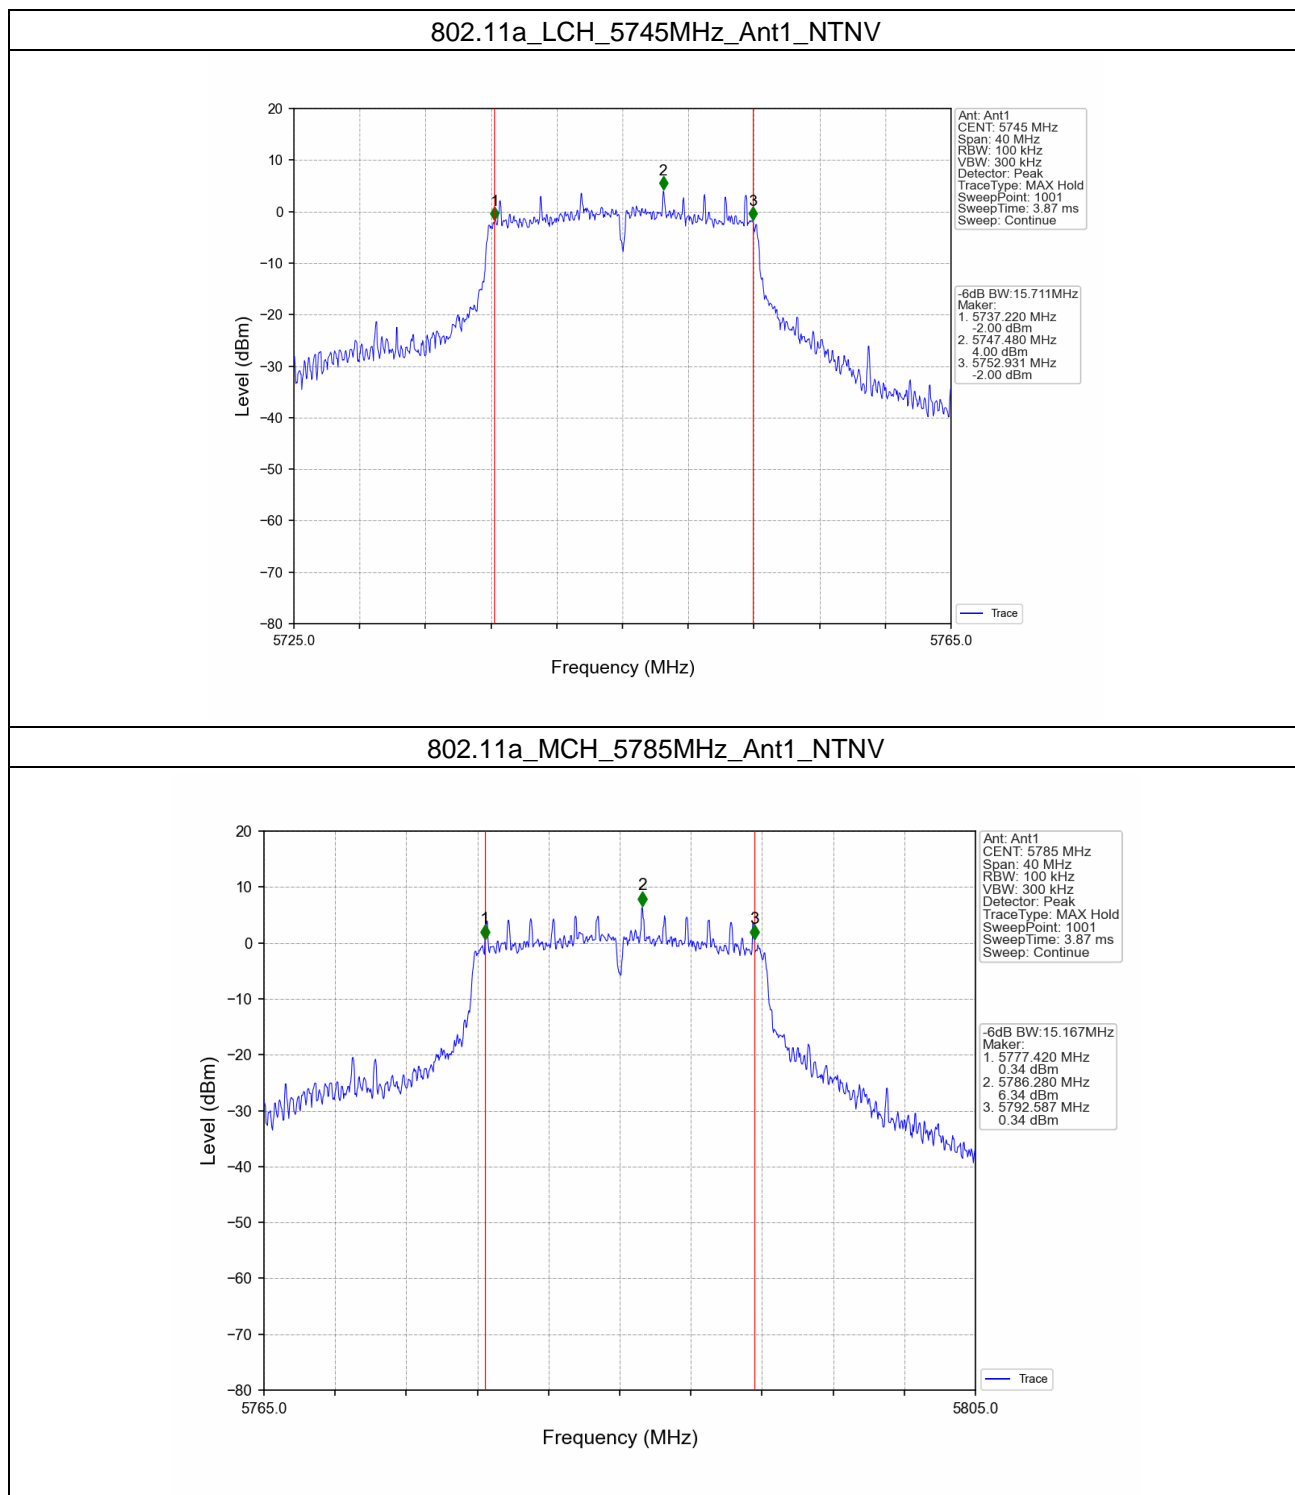 802.11a_LCH_5745MHz_Ant1_NTNV
20
10
0
−10
−20
−30
−40
−50
−60
−70
−80
Level (dBm)
5725.0
5765.0
Frequency (MHz)
1
2
3
Ant: Ant1
CENT: 5745 MHz
Span: 40 MHz
RBW: 100 kHz
VBW: 300 kHz
Detector: Peak
TraceType: MAX Hold
SweepPoint: 1001
SweepTime: 3.87 ms
Sweep: Continue
-6dB BW:15.711MHz
Maker:
1. 5737.220 MHz
-2.00 dBm
2. 5747.480 MHz
4.00 dBm
3. 5752.931 MHz
-2.00 dBm
Trace
802.11a_MCH_5785MHz_Ant1_NTNV
20
10
0
−10
−20
−30
−40
−50
−60
−70
−80
Level (dBm)
5765.0
5805.0
Frequency (MHz)
1
2
3
Ant: Ant1
CENT: 5785 MHz
Span: 40 MHz
RBW: 100 kHz
VBW: 300 kHz
Detector: Peak
TraceType: MAX Hold
SweepPoint: 1001
SweepTime: 3.87 ms
Sweep: Continue
-6dB BW:15.167MHz
Maker:
1. 5777.420 MHz
0.34 dBm
2. 5786.280 MHz
6.34 dBm
3. 5792.587 MHz
0.34 dBm
Trace